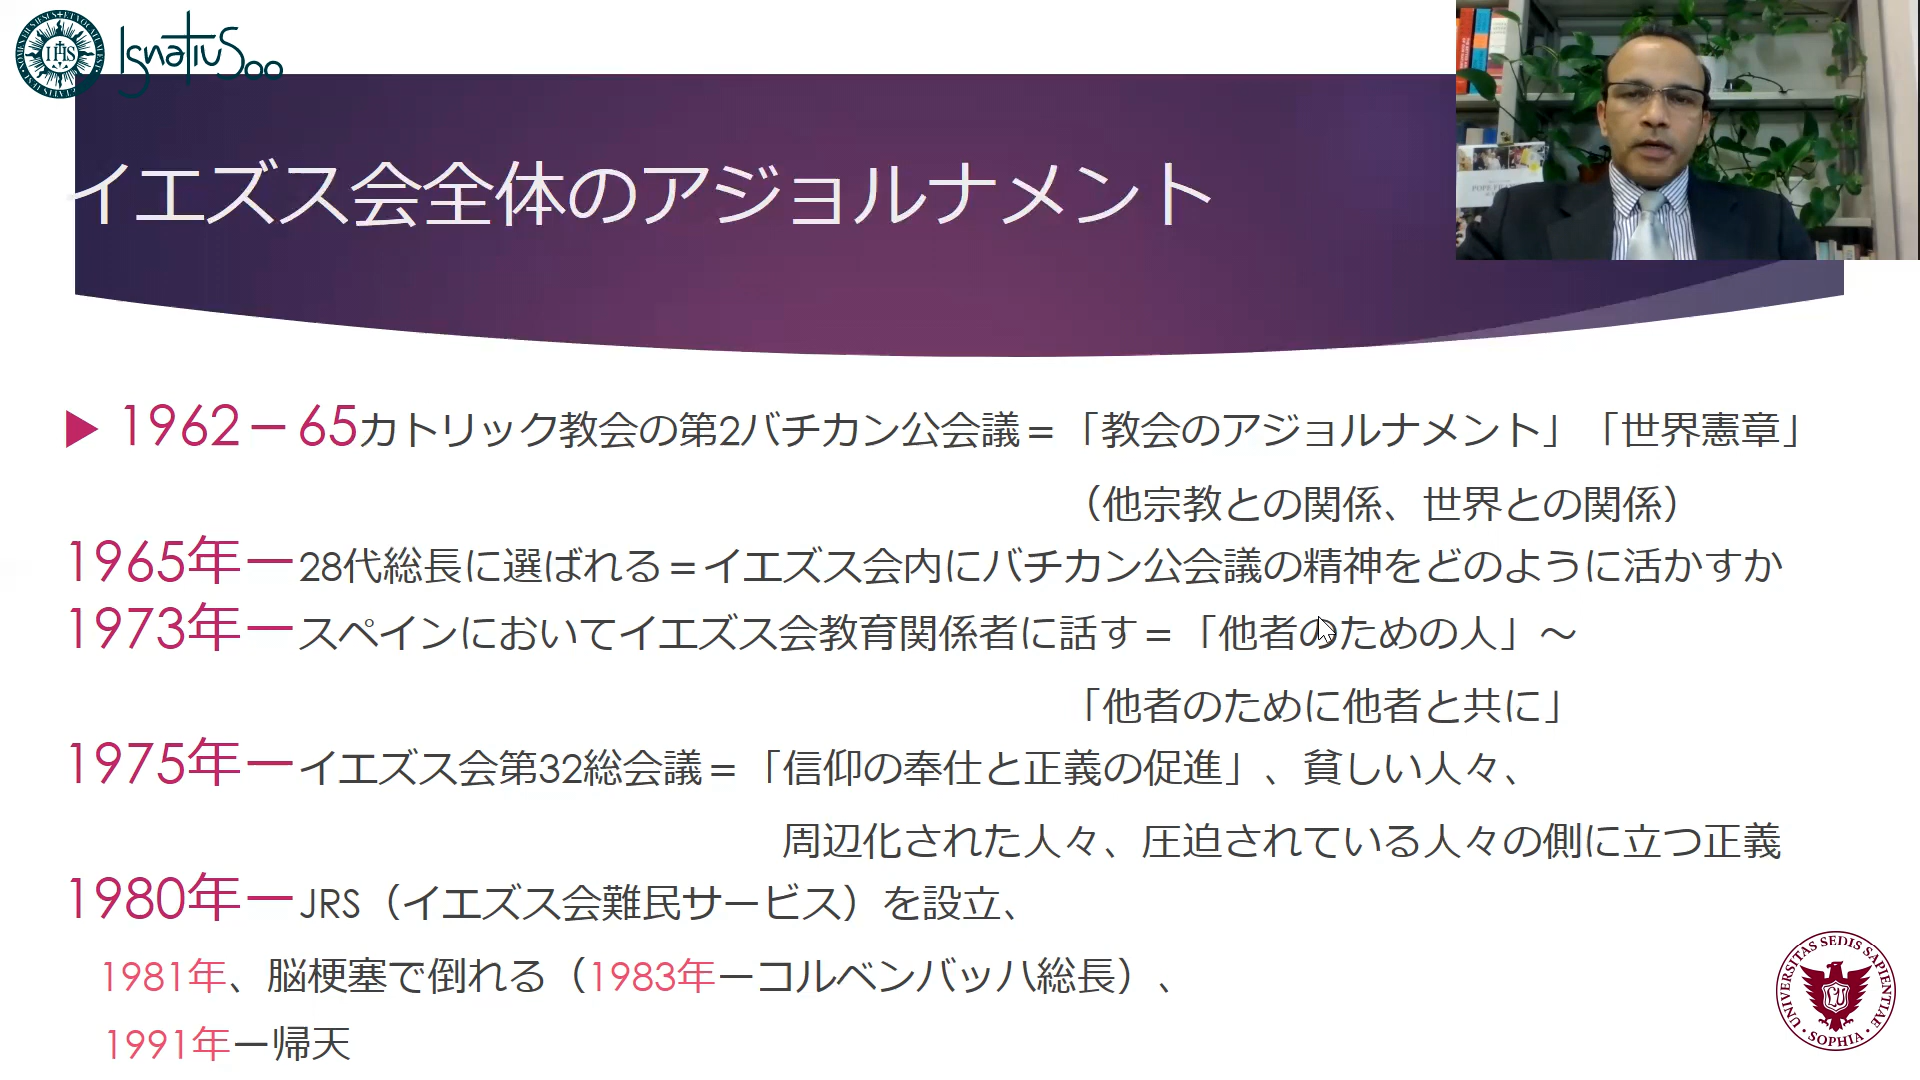 IHS
Ignatius500
イエズス会全体のアジョルナメント
▶ 1962－65カトリック教会の第2バチカン公会議＝「教会のアジョルナメント」「世界憲章」
（他宗教との関係、世界との関係）
1965年ー28代総長に選ばれる＝イエズス会内にバチカン公会議の精神をどのように活かすか
1973年ースペインにおいてイエズス会教育関係者に話す＝「他者のための人」～
「他者のために他者と共に」
1975年ーイエズス会第32総会議＝「信仰の奉仕と正義の促進」、貧しい人々、
周辺化された人々、圧迫されている人々の側に立つ正義
1980年ーJRS（イエズス会難民サービス）を設立、
1981年、脳梗塞で倒れる（1983年ーコルベンバッハ総長）、
1991年ー帰天
UNIVERSITAS SEDIS SAPIENTIAE
LU
SOPHIA